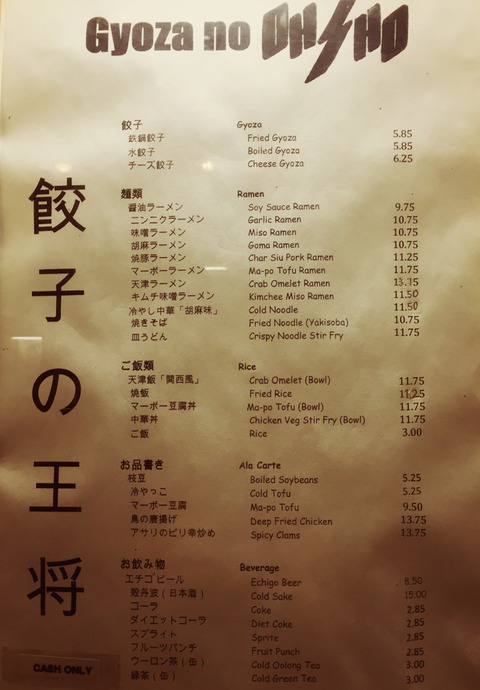 Gyoza no OHSHO
餃子の王将
餃子 Gyoza
鉄鍋餃子 Fried Gyoza 5.85
水餃子 Boiled Gyoza 5.85
チーズ餃子 Cheese Gyoza 6.25
麺類 Ramen
醤油ラーメン Soy Sauce Ramen 9.75
ニンニクラーメン Garlic Ramen 10.75
味噌ラーメン Miso Ramen 10.75
胡麻ラーメン Goma Ramen 10.75
焼豚ラーメン Char Siu Pork Ramen 11.25
マーボーラーメン Ma-po Tofu Ramen 11.75
天津ラーメン Crab Omelet Ramen
キムチ味噌ラーメン Kimchee Miso Ramen 11.50
冷やし中華「胡麻味」 Cold Noodle 11.50
焼きそば Fried Noodle (Yakisoba) 10.75
皿うどん Crispy Noodle Stir Fry 11.75
ご飯類 Rice
天津飯「関西風」 Crab Omelet (Bowl) 11.75
焼飯 Fried Rice 11.25
マーボー豆腐丼 Ma-po Tofu (Bowl) 11.75
中華丼 Chicken Veg Stir Fry (Bowl) 11.75
ご飯 Rice 3.00
お品書き Ala Carte
枝豆 Boiled Soybeans 5.25
冷やっこ Cold Tofu 5.25
マーボー豆腐 Ma-po Tofu 9.50
鳥の唐揚げ Deep Fried Chicken 13.75
アサリのピリ辛炒め Spicy Clams 13.75
お飲み物 Beverage
エチゴビール Echigo Beer 8.50
（日本酒） Cold Sake 15.00
コーラ Coke 2.85
ダイエットコーラ Diet Coke 2.85
スプライト Sprite 2.85
フルーツパンチ Fruit Punch 2.85
ウーロン茶（缶） Cold Oolong Tea 3.00
緑茶（缶） Cold Green Tea 3.00
CASH ONLY